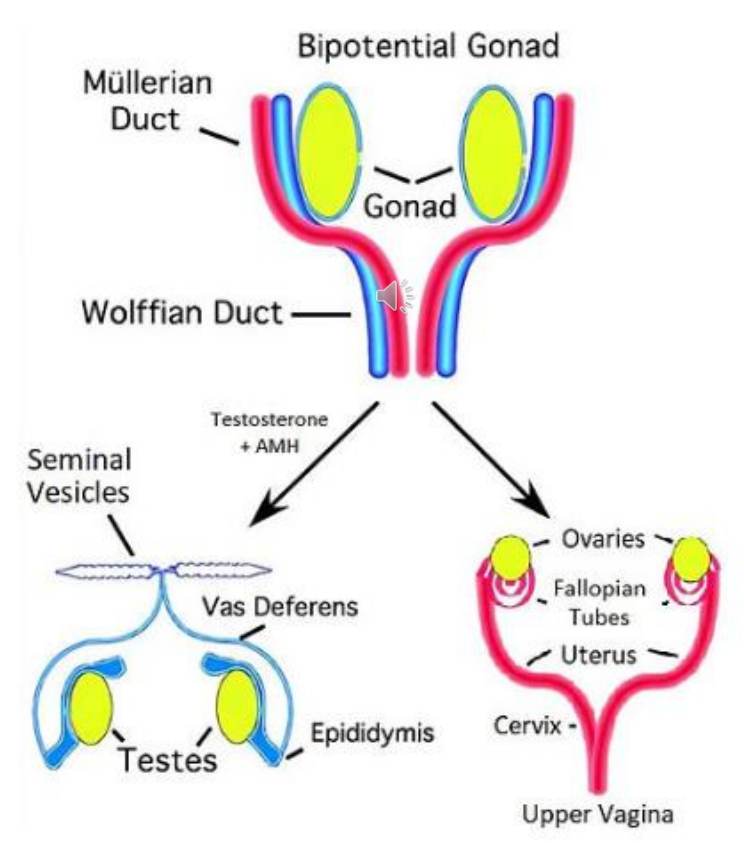 Bipotential Gonad
Müllerian
Duct
Gonad
Wolffian Duct
Testosterone
+ AMH
Seminal
Vesicles
Vas Deferens
Testes
Epididymis
Ovaries
Fallopian
Tubes
Uterus
Cervix
Upper Vagina